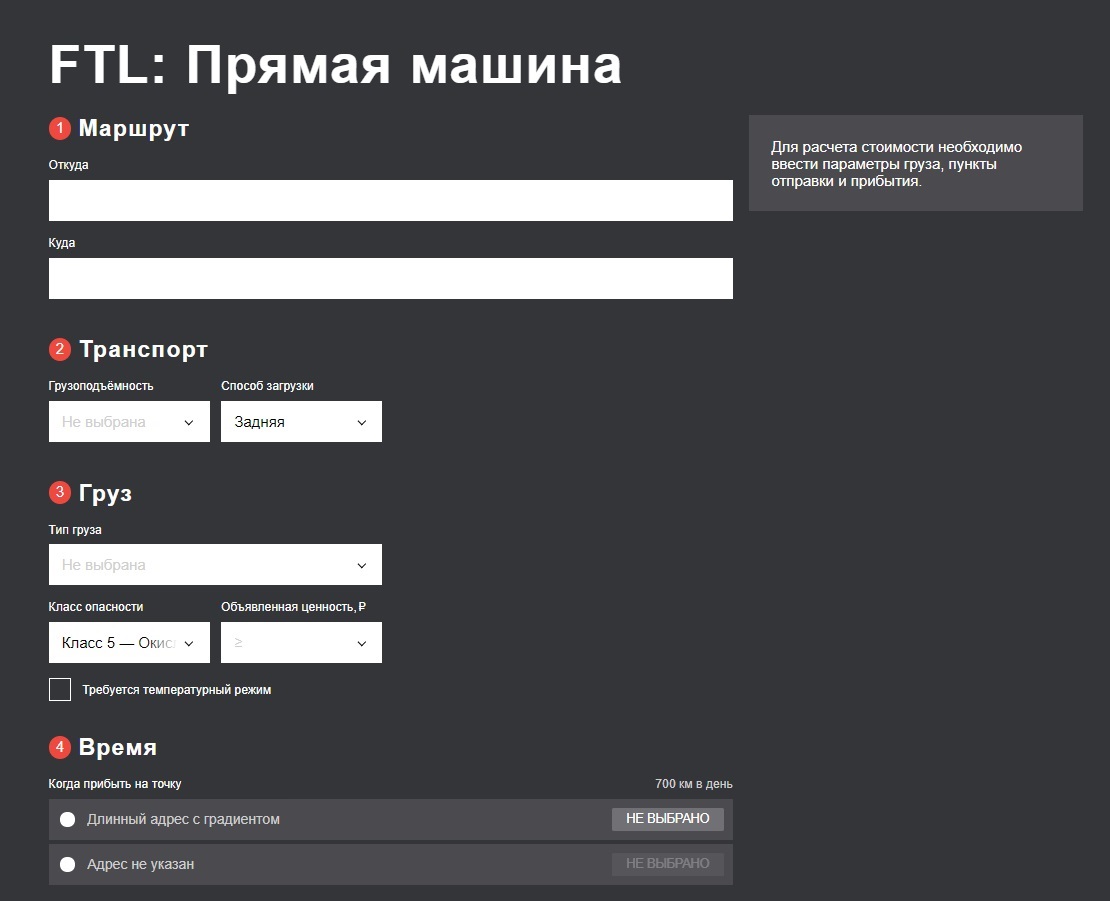 FTL: Прямая машина
1 Маршрут
Откуда
Куда
Для расчета стоимости необходимо
ввести параметры груза, пункты
отправки и прибытия.
2 Транспорт
Грузоподъёмность Способ загрузки
Не выбрана Задняя
3 Груз
Тип груза
Не выбрана
Класс опасности Объявленная ценность, ₽
Класс 5 — Окис ≥
Требуется температурный режим
4 Время
Когда прибыть на точку 700 км в день
Длинный адрес с градиентом НЕ ВЫБРАНО
Адрес не указан НЕ ВЫБРАНО